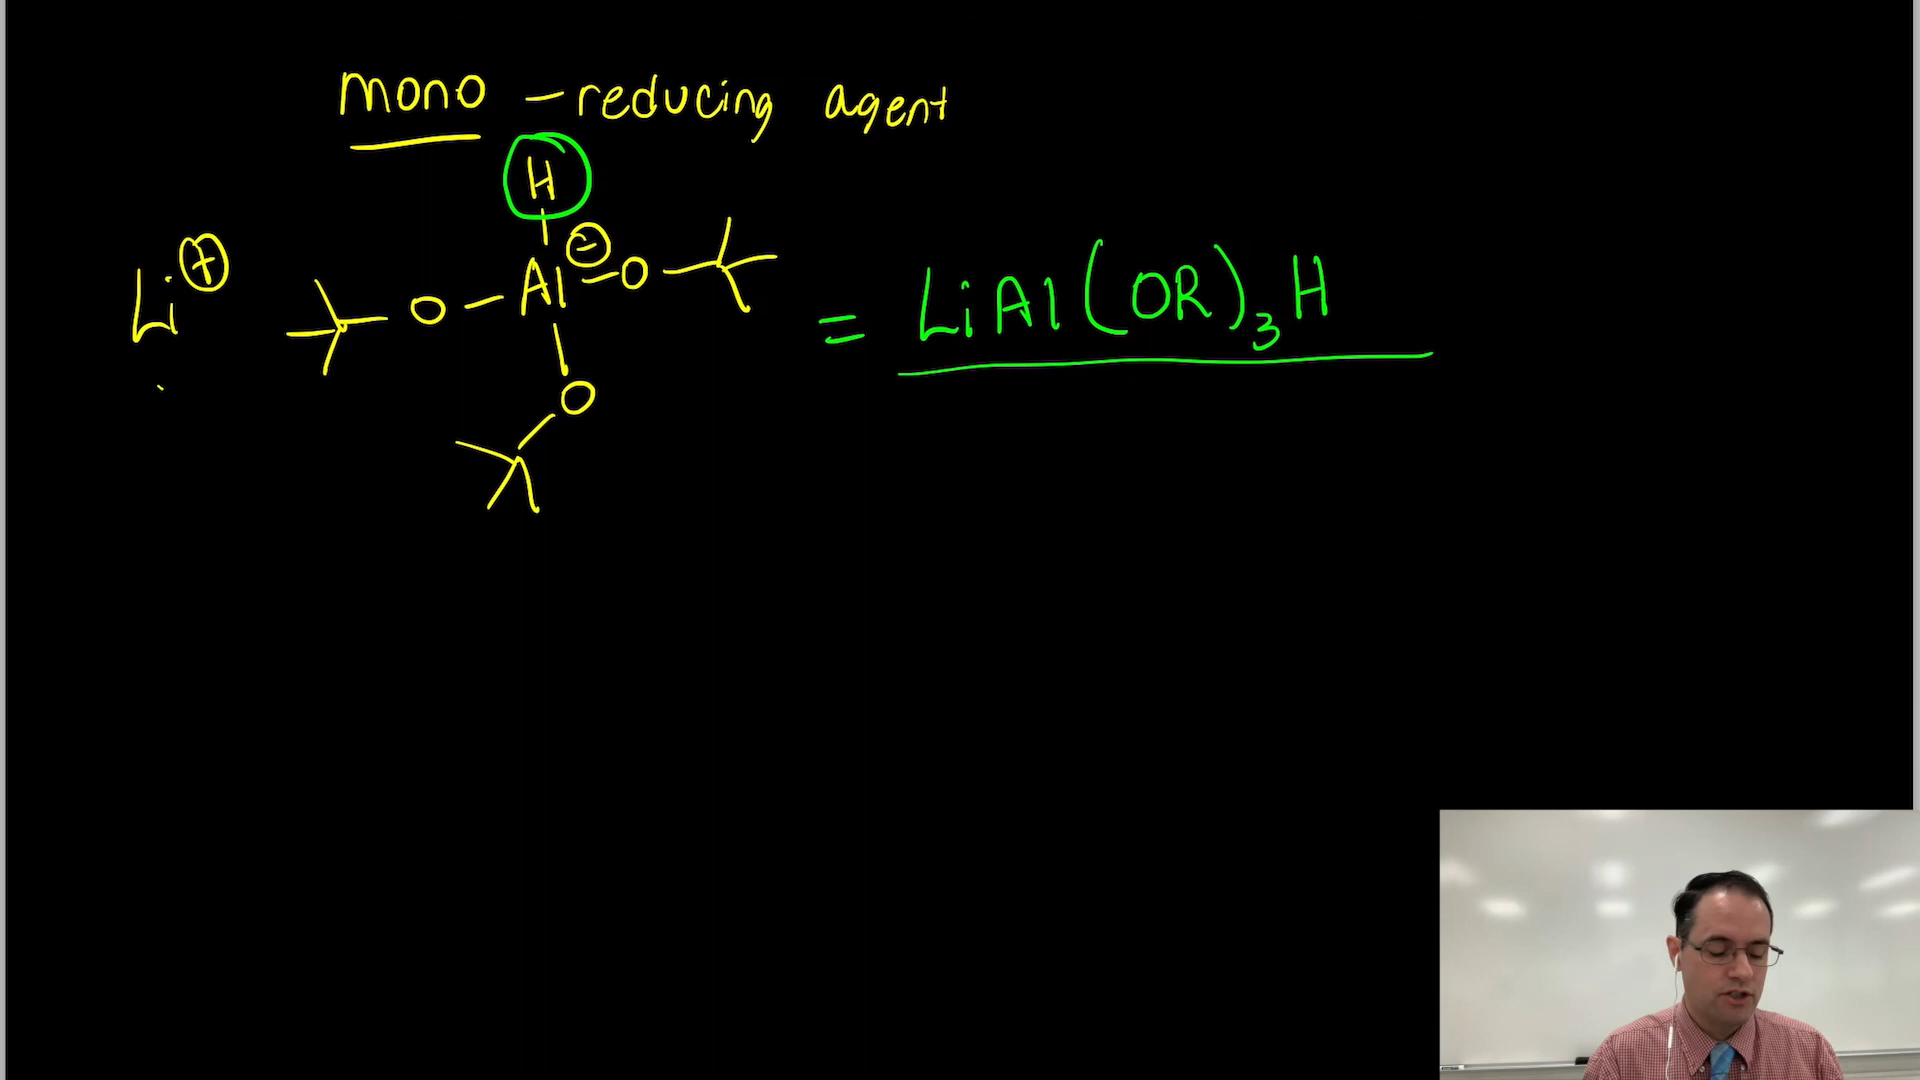 mono - reducing agent
H
Li⊕
O - Al⊖ - O
O
= LiAl(OR)₃H